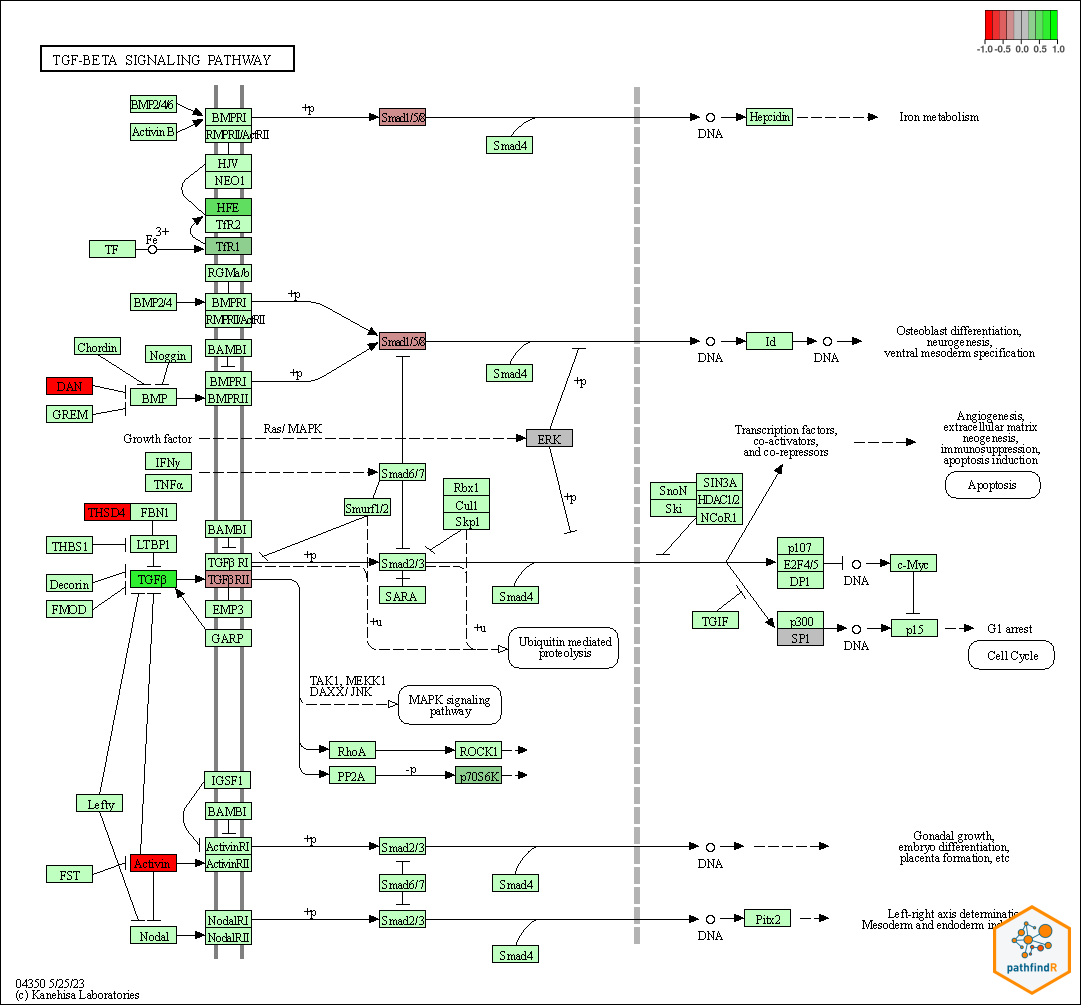 -1.0 -0.5 0.0 0.5 1.0
TGF-BETA SIGNALING PATHWAY
BMP2/4/6
Activin B
BMPRI
BMPRII/ActRII
+p
Smad1/5/8
Smad4
DNA
Hepcidin
Iron metabolism
HJV
NEO1
HFE
TfR2
TF
Fe
3+
TfR1
RGMa/b
BMP2/4
BMPRI
BMPRII/ActRII
+p
Smad1/5/8
Smad4
DNA
Id
DNA
Osteoblast differentiation,
neurogenesis,
ventral mesoderm specification
Chordin
Noggin
BAMBI
DAN
BMP
BMPRI
BMPRII
+p
GREM
+p
Growth factor
Ras/ MAPK
ERK
+p
Transcription factors,
co-activators,
and co-repressors
Angiogenesis,
extracellular matrix
neogenesis,
immunosuppression,
apoptosis induction
Apoptosis
IFNγ
TNFα
Smad6/7
Smurf1/2
Rbx1
Cul1
Skp1
SnoN
Ski
SIN3A
HDAC1/2
NCoR1
THSD4
FBN1
LTBP1
THBS1
BAMBI
TGFβ RI
TGFβRII
+p
Smad2/3
SARA
Smad4
Decorin
FMOD
TGFβ
EMP3
GARP
+u
+u
Ubiquitin mediated
proteolysis
p107
E2F4/5
DP1
DNA
c-Myc
TGIF
p300
SP1
DNA
p15
G1 arrest
Cell Cycle
TAK1, MEKK1
DAXX/ JNK
MAPK signaling
pathway
RhoA
ROCK1
PP2A
-p
p70S6K
Lefty
IGSF1
BAMBI
FST
Activin
ActivinRI
ActivinRII
+p
Smad2/3
Smad6/7
Smad4
DNA
Gonadal growth,
embryo differentiation,
placenta formation, etc
Nodal
NodalRI
NodalRII
+p
Smad2/3
Smad4
DNA
Pitx2
Left-right axis
Mesoderm and endoderm
pathfindR
04350 5/25/23
(c) Kanehisa Laboratories